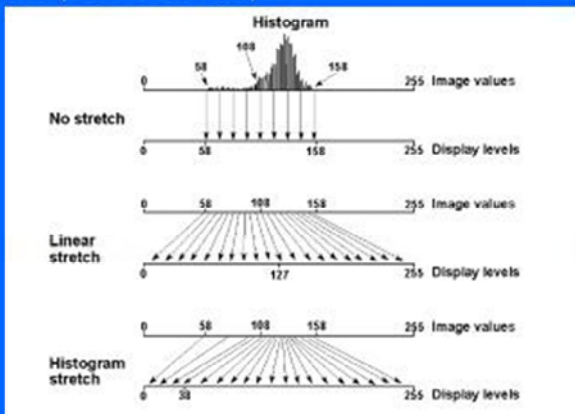 Histogram
108
58
158
0
255 Image values
No stretch
0
58
158
255 Display levels
0
58
108
158
255 Image values
Linear
stretch
0
127
255 Display levels
0
58
108
158
255 Image values
Histogram
stretch
0
38
255 Display levels